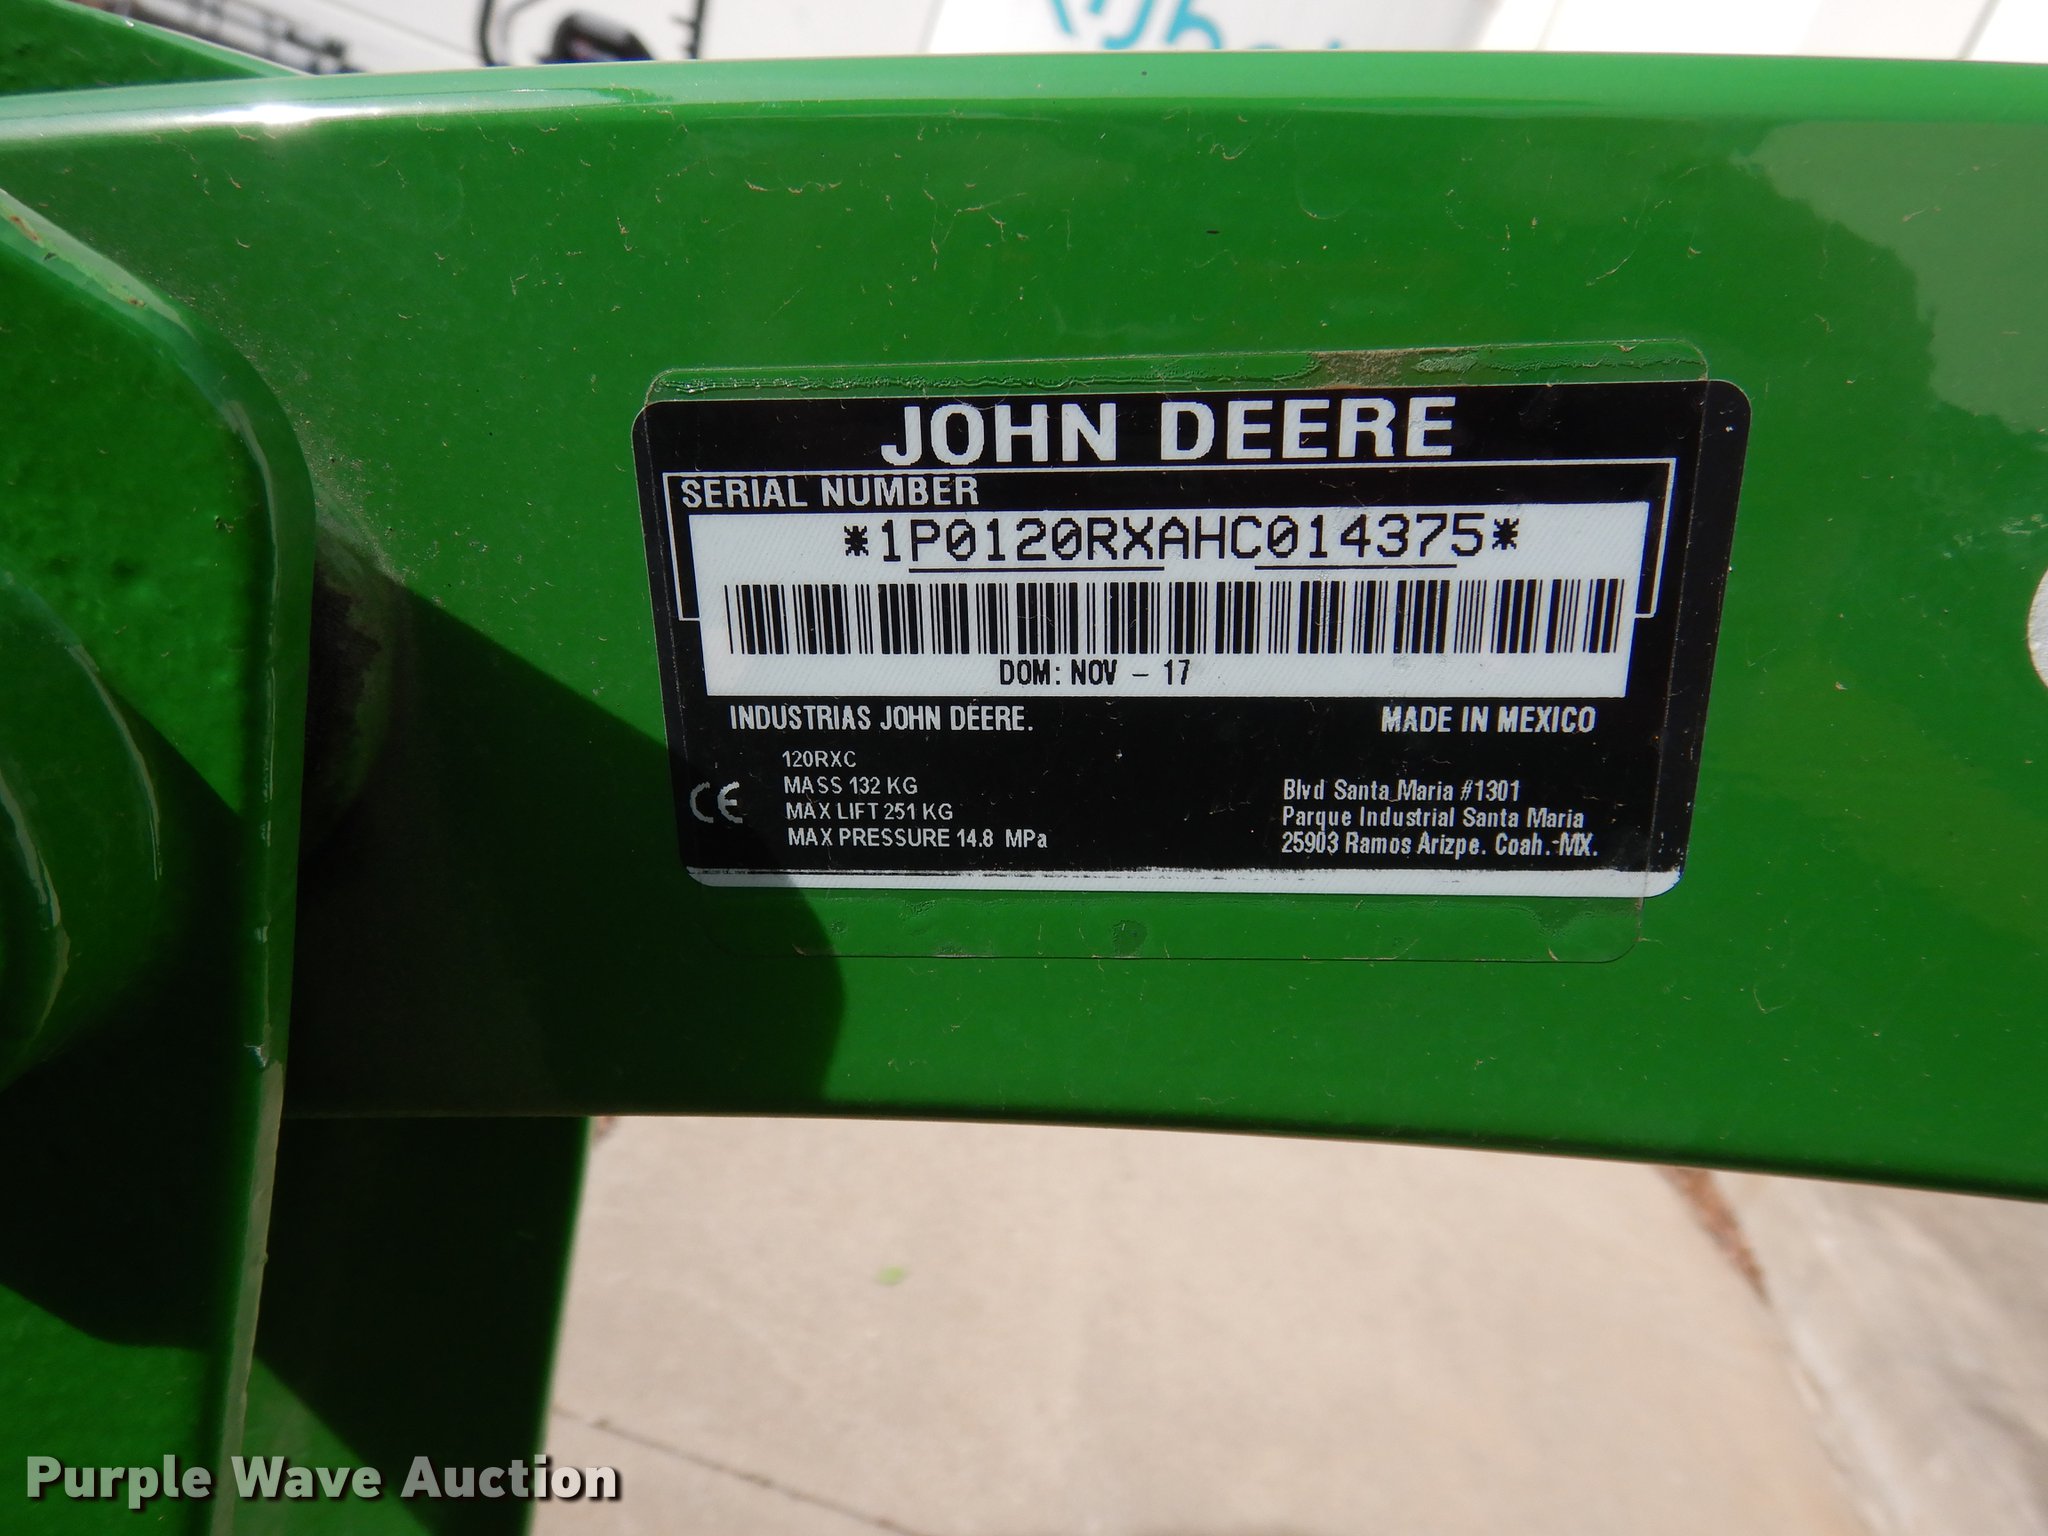 JOHN DEERE
SERIAL NUMBER
*1P0120RXAHC014375*
DOM: NOV - 17
INDUSTRIAS JOHN DEERE. MADE IN MEXICO
120RXC
MASS 132 KG
MAX LIFT 251 KG
MAX PRESSURE 14.8 MPa
CE
Blvd Santa Maria #1301
Parque Industrial Santa Maria
25903 Ramos Arizpe. Coah. MX.
Purple Wave Auction